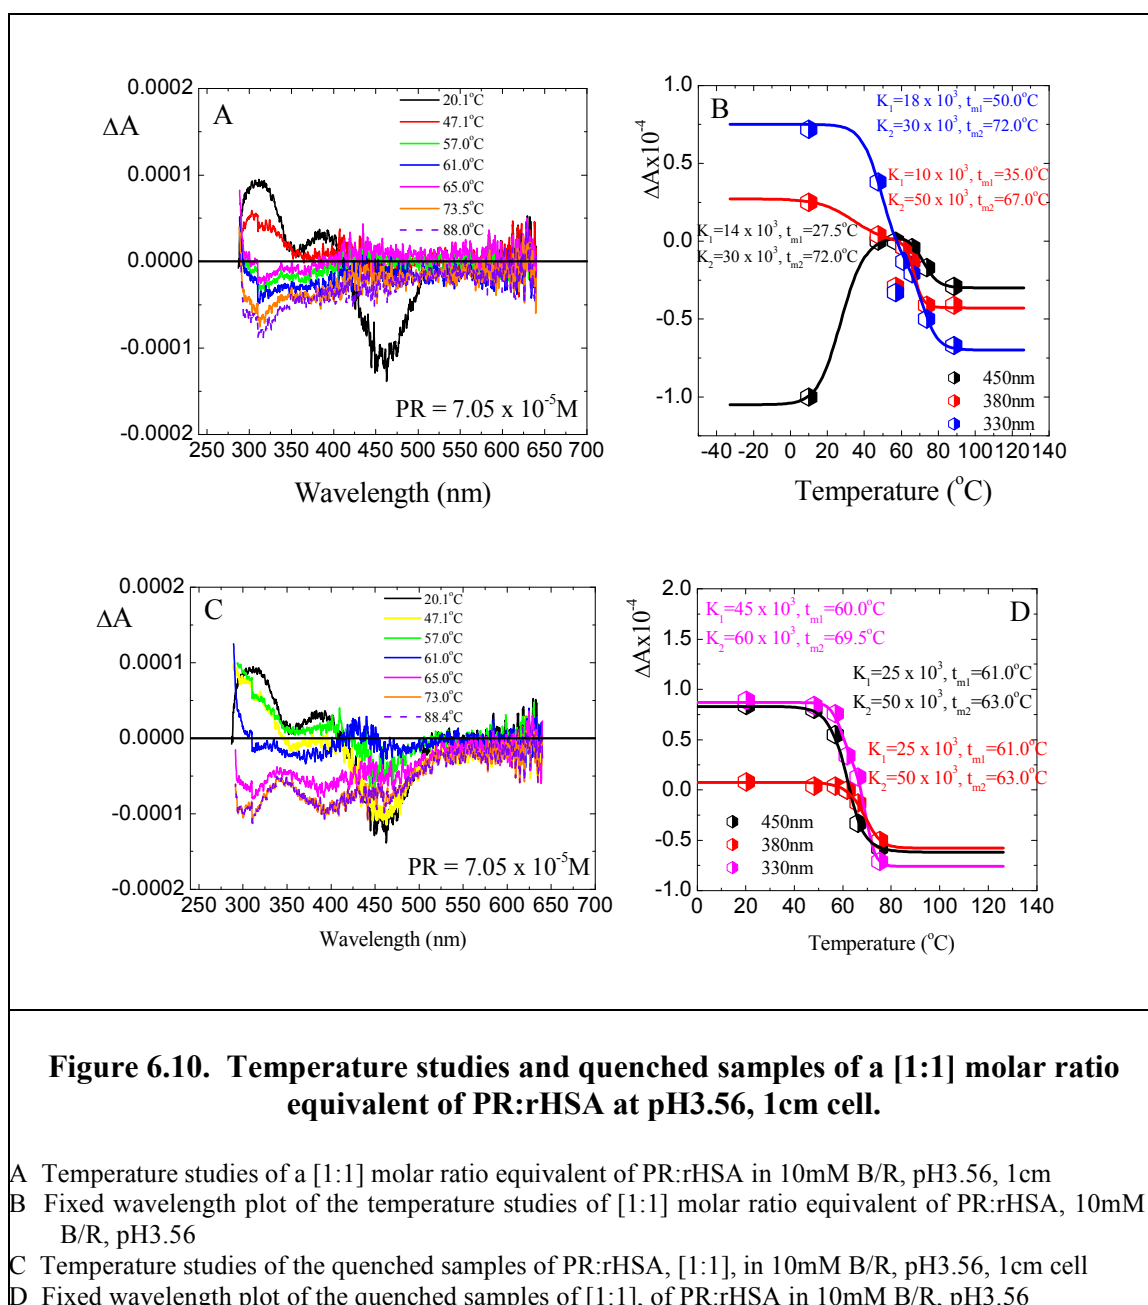 0.0002
0.0001
0.0000
-0.0001
-0.0002
ΔA
A
20.1°C
47.1°C
57.0°C
61.0°C
65.0°C
73.5°C
88.0°C
PR = 7.05 x 10⁻⁵M
250 300 350 400 450 500 550 600 650 700
Wavelength (nm)
1.0
0.5
0.0
-0.5
-1.0
ΔAx10⁻⁴
B
K₁=18 x 10³, tₘ₁=50.0°C
K₂=30 x 10³, tₘ₂=72.0°C
K₁=10 x 10³, tₘ₁=35.0°C
K₂=50 x 10³, tₘ₂=67.0°C
K₁=14 x 10³, tₘ₁=27.5°C
K₂=30 x 10³, tₘ₂=72.0°C
450nm
380nm
330nm
-40 -20 0 20 40 60 80 100 120 140
Temperature (°C)
0.0002
0.0001
0.0000
-0.0001
-0.0002
ΔA
C
20.1°C
47.1°C
57.0°C
61.0°C
65.0°C
73.0°C
88.4°C
PR = 7.05 x 10⁻⁵M
250 300 350 400 450 500 550 600 650 700
Wavelength (nm)
2.0
1.5
1.0
0.5
0.0
-0.5
-1.0
ΔAx10⁻⁴
D
K₁=45 x 10³, tₘ₁=60.0°C
K₂=60 x 10³, tₘ₂=69.5°C
K₁=25 x 10³, tₘ₁=61.0°C
K₂=50 x 10³, tₘ₂=63.0°C
K₁=25 x 10³, tₘ₁=61.0°C
K₂=50 x 10³, tₘ₂=63.0°C
450nm
380nm
330nm
0 20 40 60 80 100 120 140
Temperature (°C)
Figure 6.10. Temperature studies and quenched samples of a [1:1] molar ratio
equivalent of PR:rHSA at pH3.56, 1cm cell.
A Temperature studies of a [1:1] molar ratio equivalent of PR:rHSA in 10mM B/R, pH3.56, 1cm
B Fixed wavelength plot of the temperature studies of [1:1] molar ratio equivalent of PR:rHSA, 10mM
B/R, pH3.56
C Temperature studies of the quenched samples of PR:rHSA, [1:1], in 10mM B/R, pH3.56, 1cm cell
D Fixed wavelength plot of the quenched samples of [1:1], of PR:rHSA in 10mM B/R, pH3.56